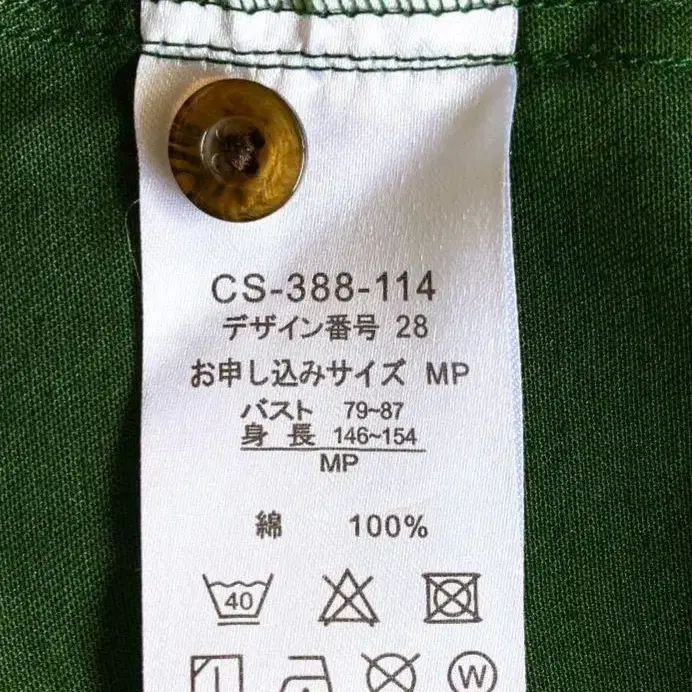 CS-388-114
デザイン番号 28
お申し込みサイズ MP
バスト 79~87
身 長 146~154
MP
綿 100%
40
W